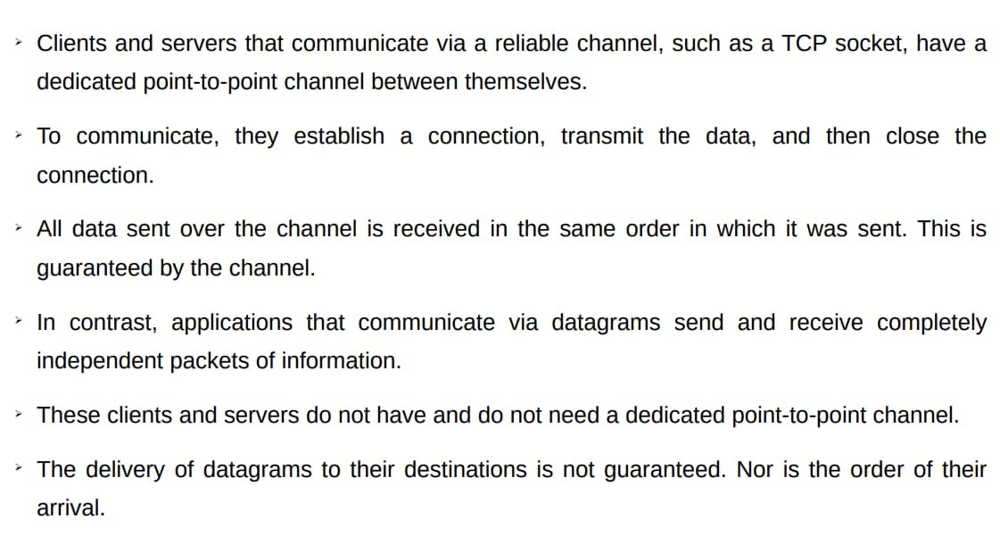 ➢ Clients and servers that communicate via a reliable channel, such as a TCP socket, have a
dedicated point-to-point channel between themselves.
➢ To communicate, they establish a connection, transmit the data, and then close the
connection.
➢ All data sent over the channel is received in the same order in which it was sent. This is
guaranteed by the channel.
➢ In contrast, applications that communicate via datagrams send and receive completely
independent packets of information.
➢ These clients and servers do not have and do not need a dedicated point-to-point channel.
➢ The delivery of datagrams to their destinations is not guaranteed. Nor is the order of their
arrival.